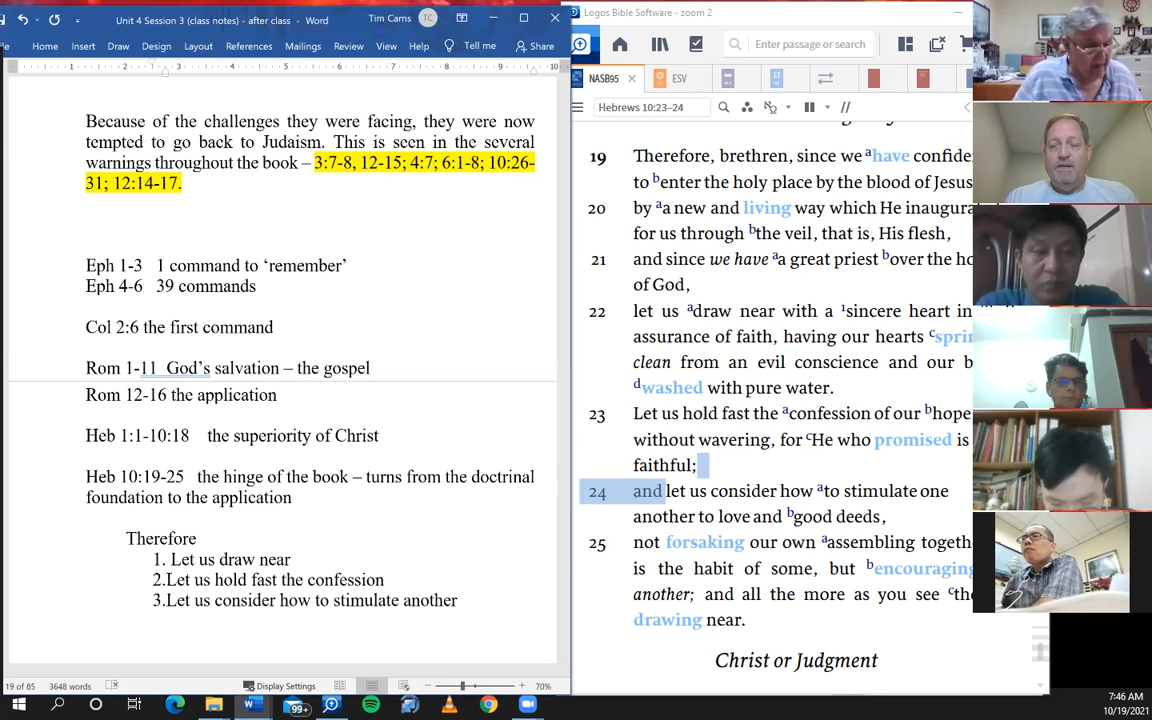 Unit 4 Session 3 (class notes) - after class - Word
Tim Carns
TC
Home Insert Draw Design Layout References Mailings Review View Help Tell me Share
Because of the challenges they were facing, they were now
tempted to go back to Judaism. This is seen in the several
warnings throughout the book – 3:7-8, 12-15; 4:7; 6:1-8; 10:26-
31; 12:14-17.
Eph 1-3 1 command to ‘remember’
Eph 4-6 39 commands
Col 2:6 the first command
Rom 1-11 God’s salvation – the gospel
Rom 12-16 the application
Heb 1:1-10:18 the superiority of Christ
Heb 10:19-25 the hinge of the book – turns from the doctrinal
foundation to the application
Therefore
1. Let us draw near
2.Let us hold fast the confession
3.Let us consider how to stimulate another
19 of 85 3648 words
Display Settings
70%
Logos Bible Software - zoom 2
Enter passage or search
NASB95
ESV
Hebrews 10:23–24
19 Therefore, brethren, since we a have confide
to b enter the holy place by the blood of Jesus
20 by a a new and living way which He inaugura
for us through b the veil, that is, His flesh,
21 and since we have a a great priest b over the ho
of God,
22 let us a draw near with a 1 sincere heart in
assurance of faith, having our hearts c sprin
clean from an evil conscience and our b
d washed with pure water.
23 Let us hold fast the a confession of our b hope
without wavering, for c He who promised is
faithful;
24 and let us consider how a to stimulate one
another to love and b good deeds,
25 not forsaking our own a assembling togeth
is the habit of some, but b encouraging
another; and all the more as you see c the
drawing near.
Christ or Judgment
99+
7:46 AM
10/19/2021